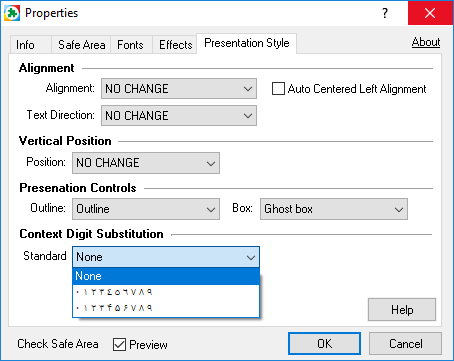 Properties
Info Safe Area Fonts Effects Presentation Style About
Alignment
Alignment: NO CHANGE Auto Centered Left Alignment
Text Direction: NO CHANGE
Vertical Position
Position: NO CHANGE
Presenation Controls
Outline: Outline Box: Ghost box
Context Digit Substitution
Standard None
None
٠١٢٣٤٥٦٧٨٩
۰۱۲۳۴۵۶۷۸۹
Help
Check Safe Area Preview OK Cancel